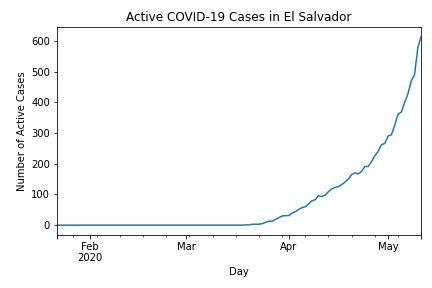 Active COVID-19 Cases in El Salvador
600
500
400
300
200
100
0
Number of Active Cases
Feb
2020
Mar
Apr
May
Day